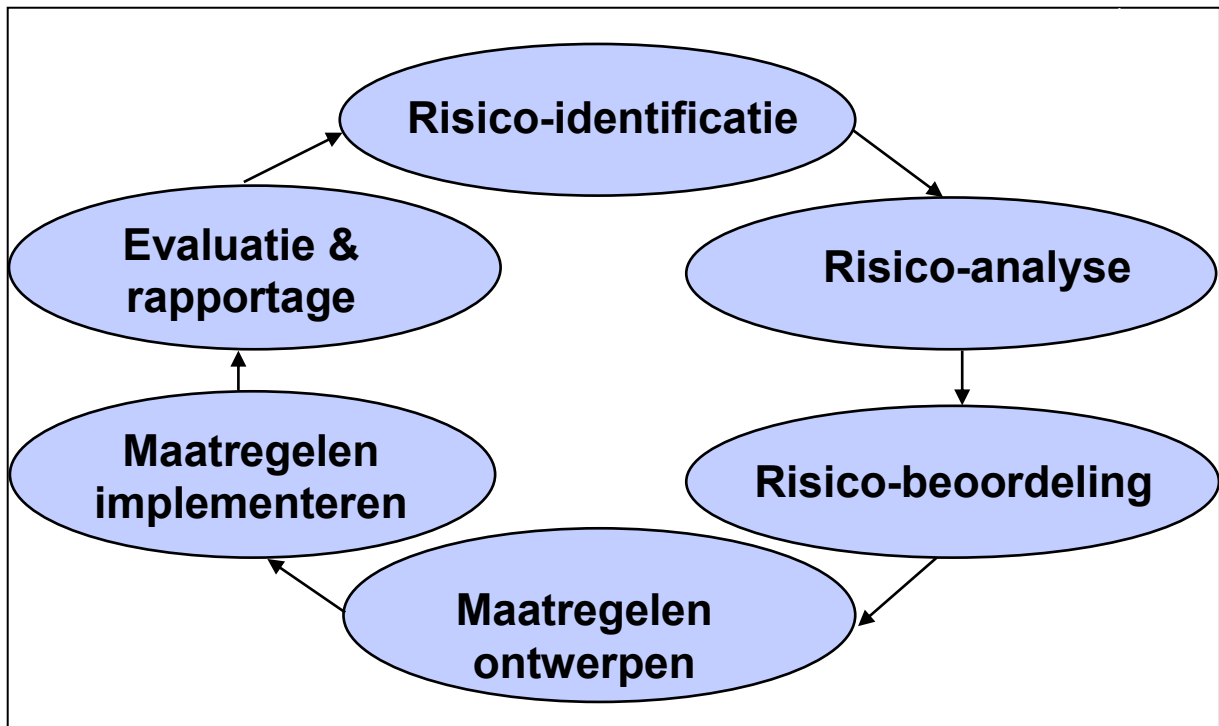 Risico-identificatie
Risico-analyse
Risico-beoordeling
Maatregelen
ontwerpen
Maatregelen
implementeren
Evaluatie &
rapportage